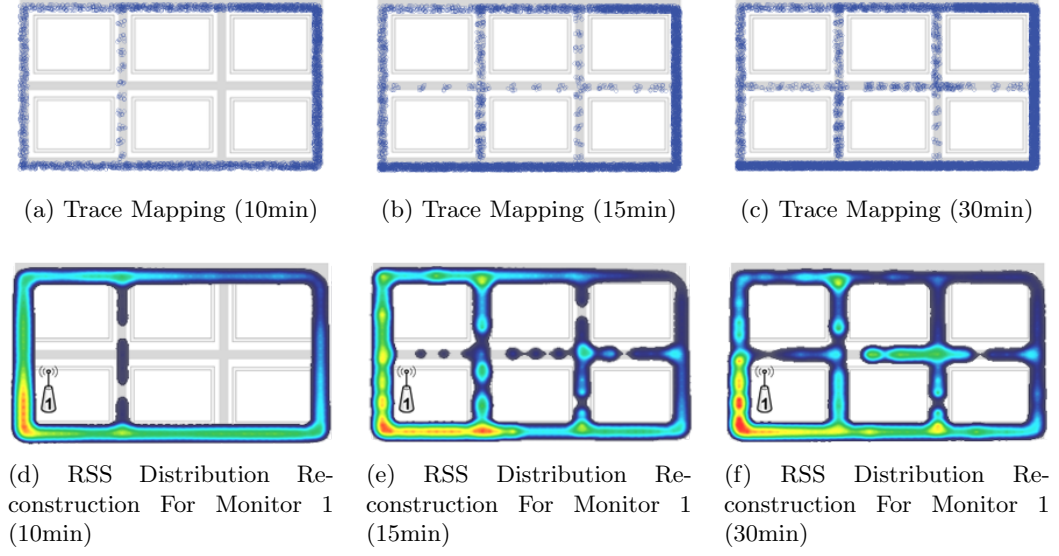 (a) Trace Mapping (10min)
(b) Trace Mapping (15min)
(c) Trace Mapping (30min)
1
1
1
(d) RSS Distribution Re-
construction For Monitor 1
(10min)
(e) RSS Distribution Re-
construction For Monitor 1
(15min)
(f) RSS Distribution Re-
construction For Monitor 1
(30min)